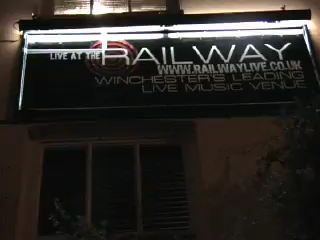 LIVE AT THE RAILWAY
WWW.RAILWAYLIVE.CO.UK
WINCHESTER'S LEADING
LIVE MUSIC VENUE